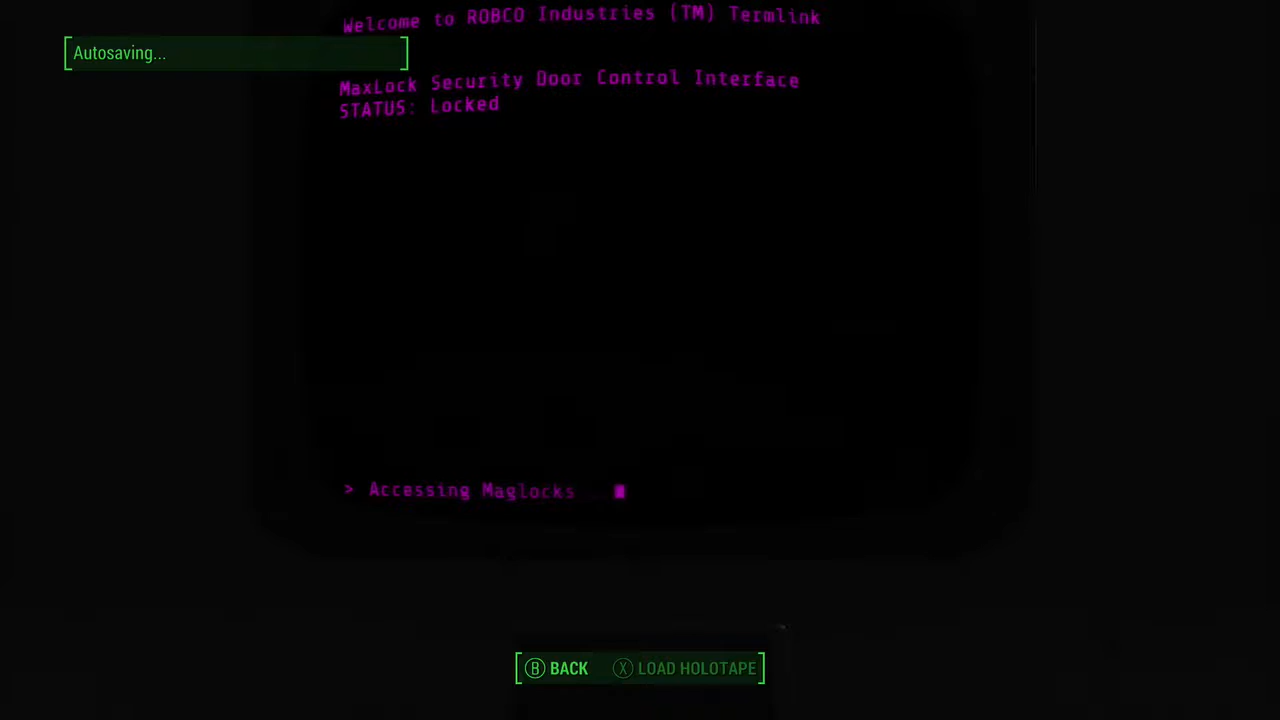 Welcome to ROBCO Industries (TM) Termlink
Autosaving...
MaxLock Security Door Control Interface
STATUS: Locked
> Accessing Maglocks...
(B) BACK (X) LOAD HOLOTAPE